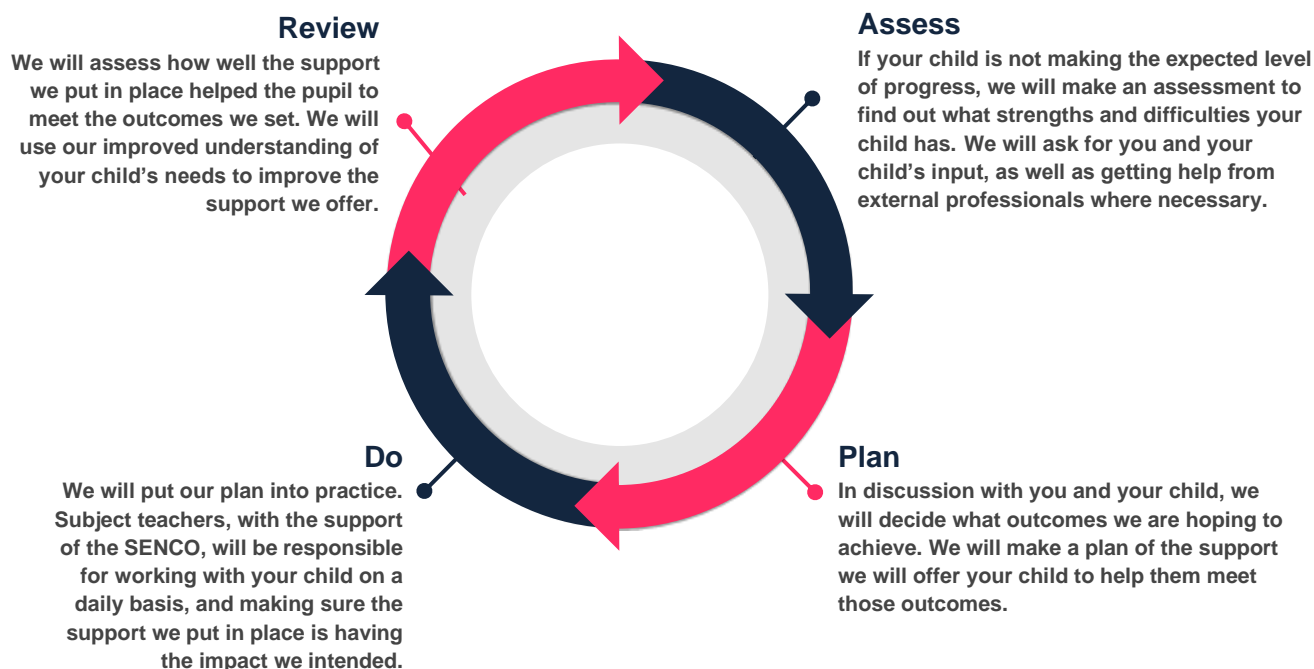 Review
We will assess how well the support
we put in place helped the pupil to
meet the outcomes we set. We will
use our improved understanding of
your child’s needs to improve the
support we offer.
Assess
If your child is not making the expected level
of progress, we will make an assessment to
find out what strengths and difficulties your
child has. We will ask for you and your
child’s input, as well as getting help from
external professionals where necessary.
Do
We will put our plan into practice.
Subject teachers, with the support
of the SENCO, will be responsible
for working with your child on a
daily basis, and making sure the
support we put in place is having
the impact we intended.
Plan
In discussion with you and your child, we
will decide what outcomes we are hoping to
achieve. We will make a plan of the support
we will offer your child to help them meet
those outcomes.